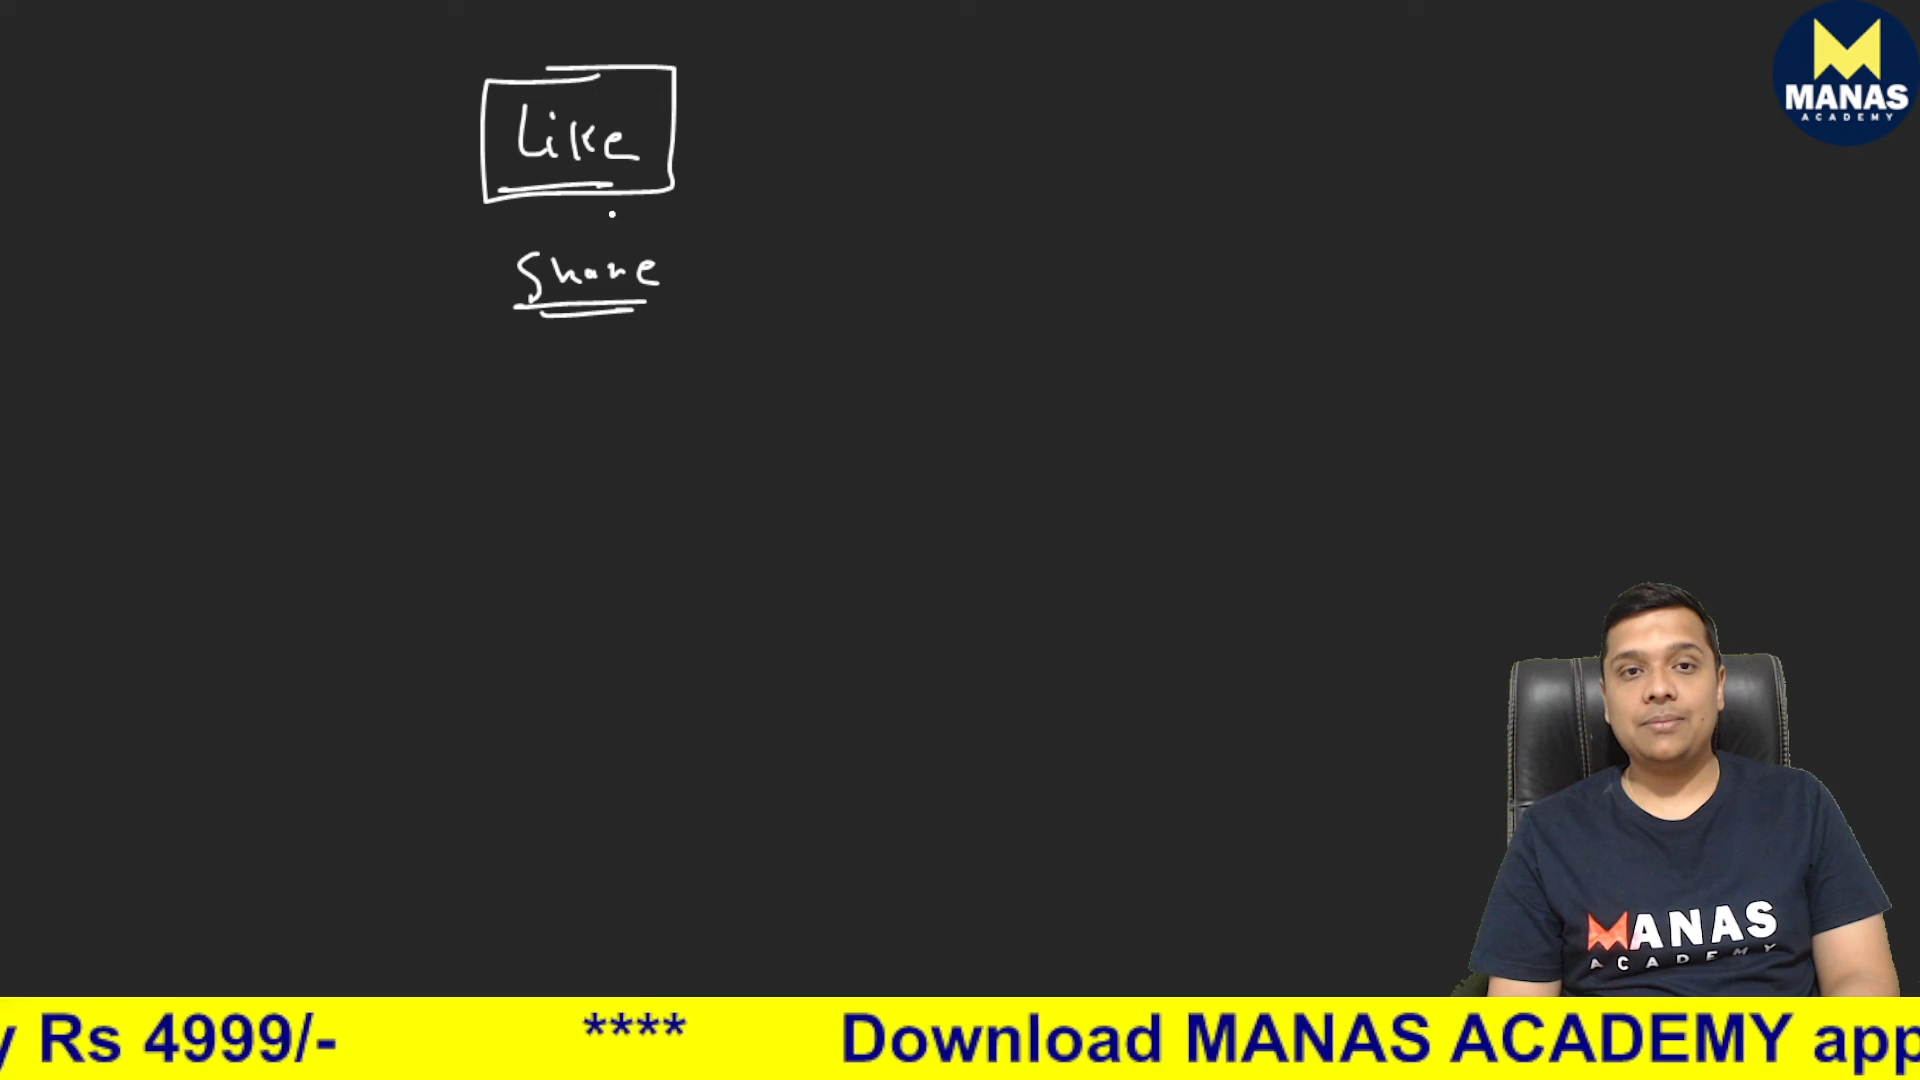 Like
Share
MANAS
ACADEMY
MANAS
ACADEMY
y Rs 4999/- **** Download MANAS ACADEMY app